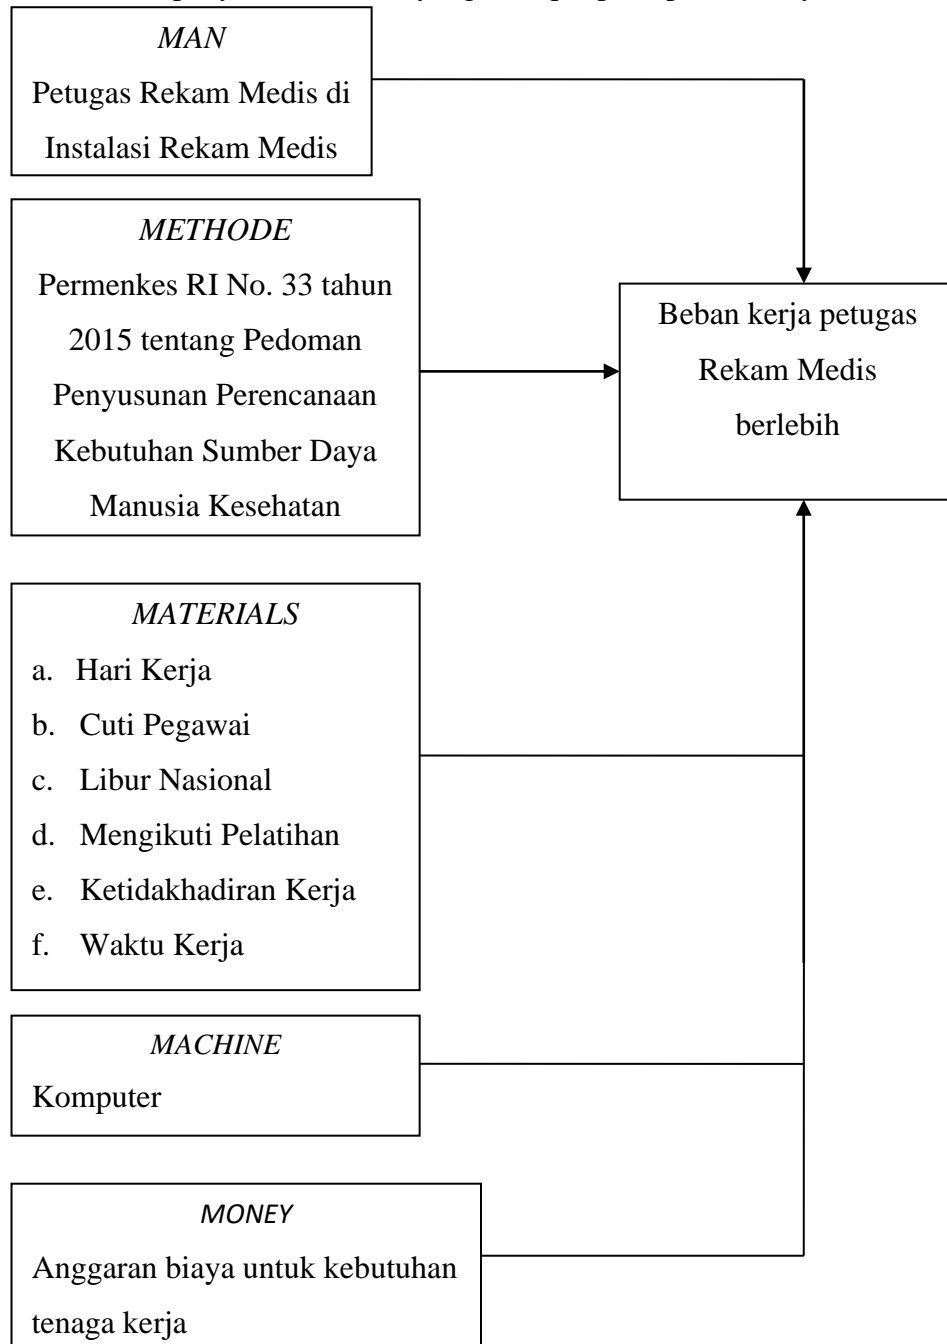 MAN
Petugas Rekam Medis di
Instalasi Rekam Medis
METHODE
Permenkes RI No. 33 tahun
2015 tentang Pedoman
Penyusunan Perencanaan
Kebutuhan Sumber Daya
Manusia Kesehatan
Beban kerja petugas
Rekam Medis
berlebih
MATERIALS
a. Hari Kerja
b. Cuti Pegawai
c. Libur Nasional
d. Mengikuti Pelatihan
e. Ketidakhadiran Kerja
f. Waktu Kerja
MACHINE
Komputer
MONEY
Anggaran biaya untuk kebutuhan
tenaga kerja